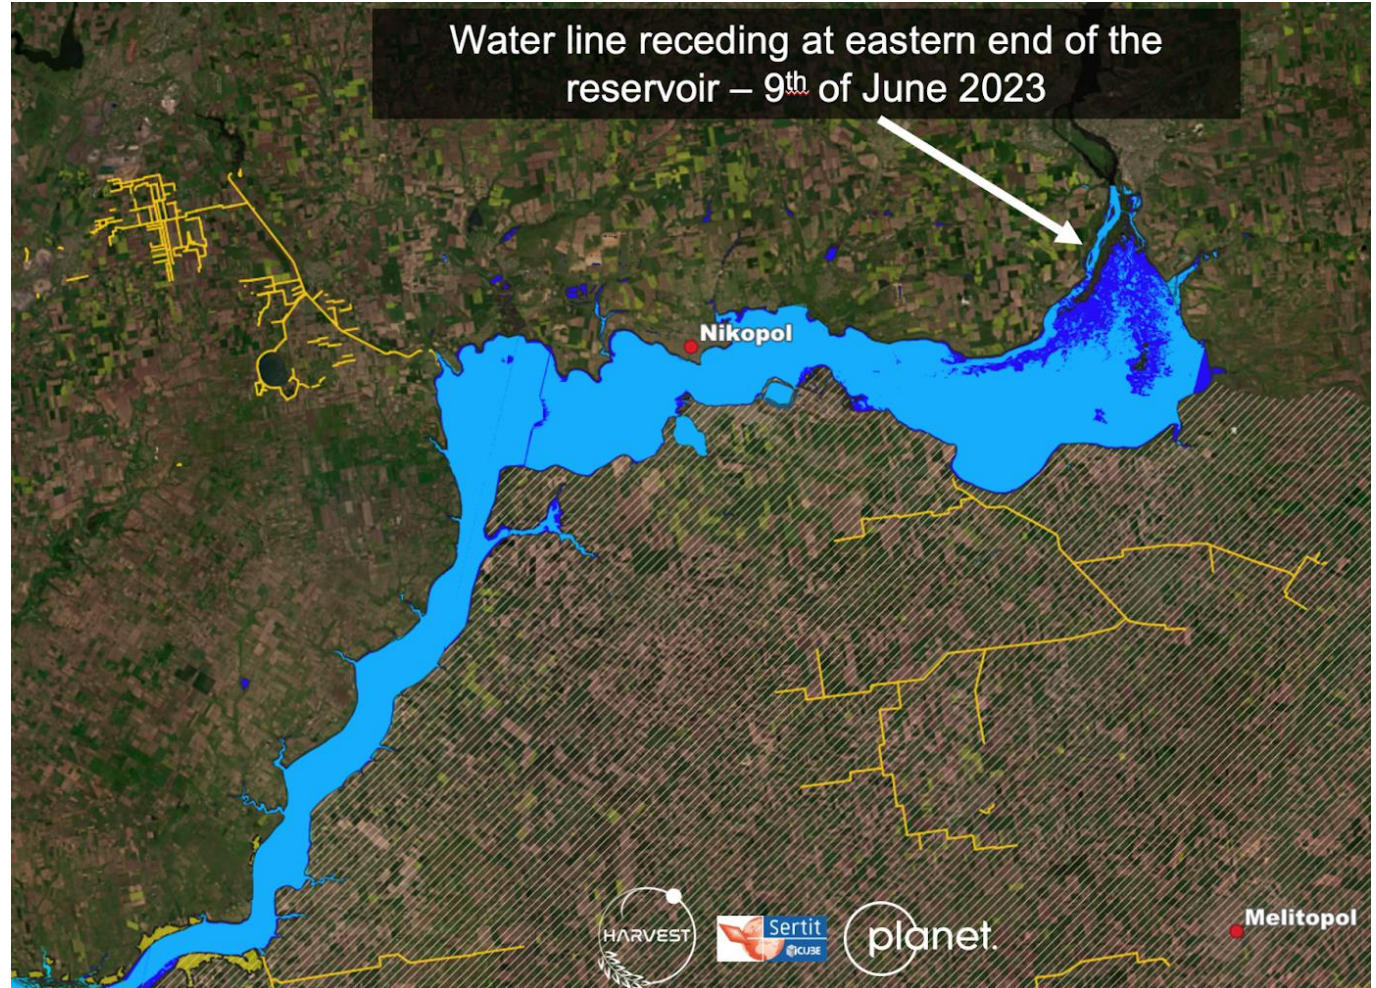 Water line receding at eastern end of the
reservoir – 9th of June 2023
Nikopol
HARVEST
Sertit
ICUBE
planet.
Melitopol